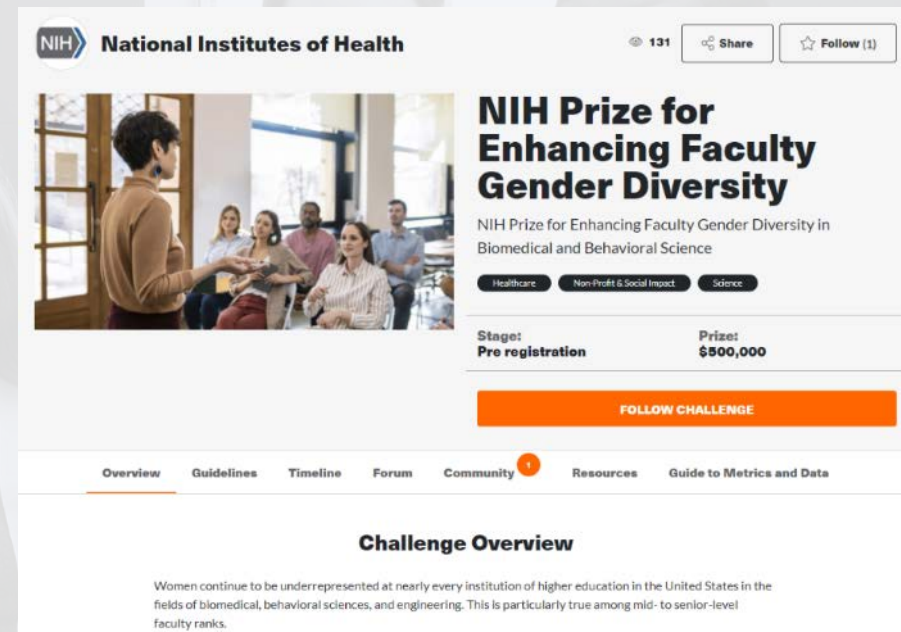 NIH
National Institutes of Health
131
Share
Follow (1)
NIH Prize for
Enhancing Faculty
Gender Diversity
NIH Prize for Enhancing Faculty Gender Diversity in
Biomedical and Behavioral Science
Healthcare
Non-Profit & Social Impact
Science
Stage:
Pre registration
Prize:
$500,000
FOLLOW CHALLENGE
Overview
Guidelines
Timeline
Forum
Community
1
Resources
Guide to Metrics and Data
Challenge Overview
Women continue to be underrepresented at nearly every institution of higher education in the United States in the
fields of biomedical, behavioral sciences, and engineering. This is particularly true among mid- to senior-level
faculty ranks.